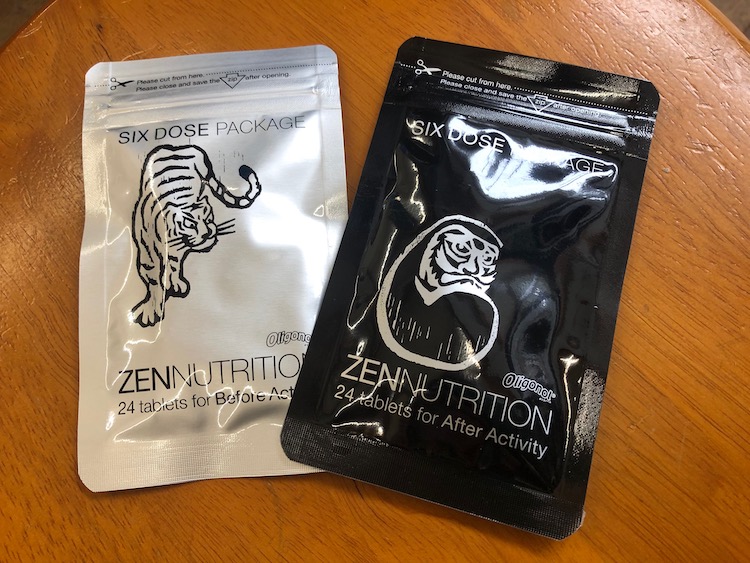 Please cut from here.
Please close and save the zip after opening.
SIX DOSE PACKAGE
Oligonol
ZENNUTRITION
24 tablets for Before Act
Please cut from here.
Please close and save the zip after opening.
SIX DOSE PACKAGE
Oligonol®
ZENNUTRITION
24 tablets for After Activity